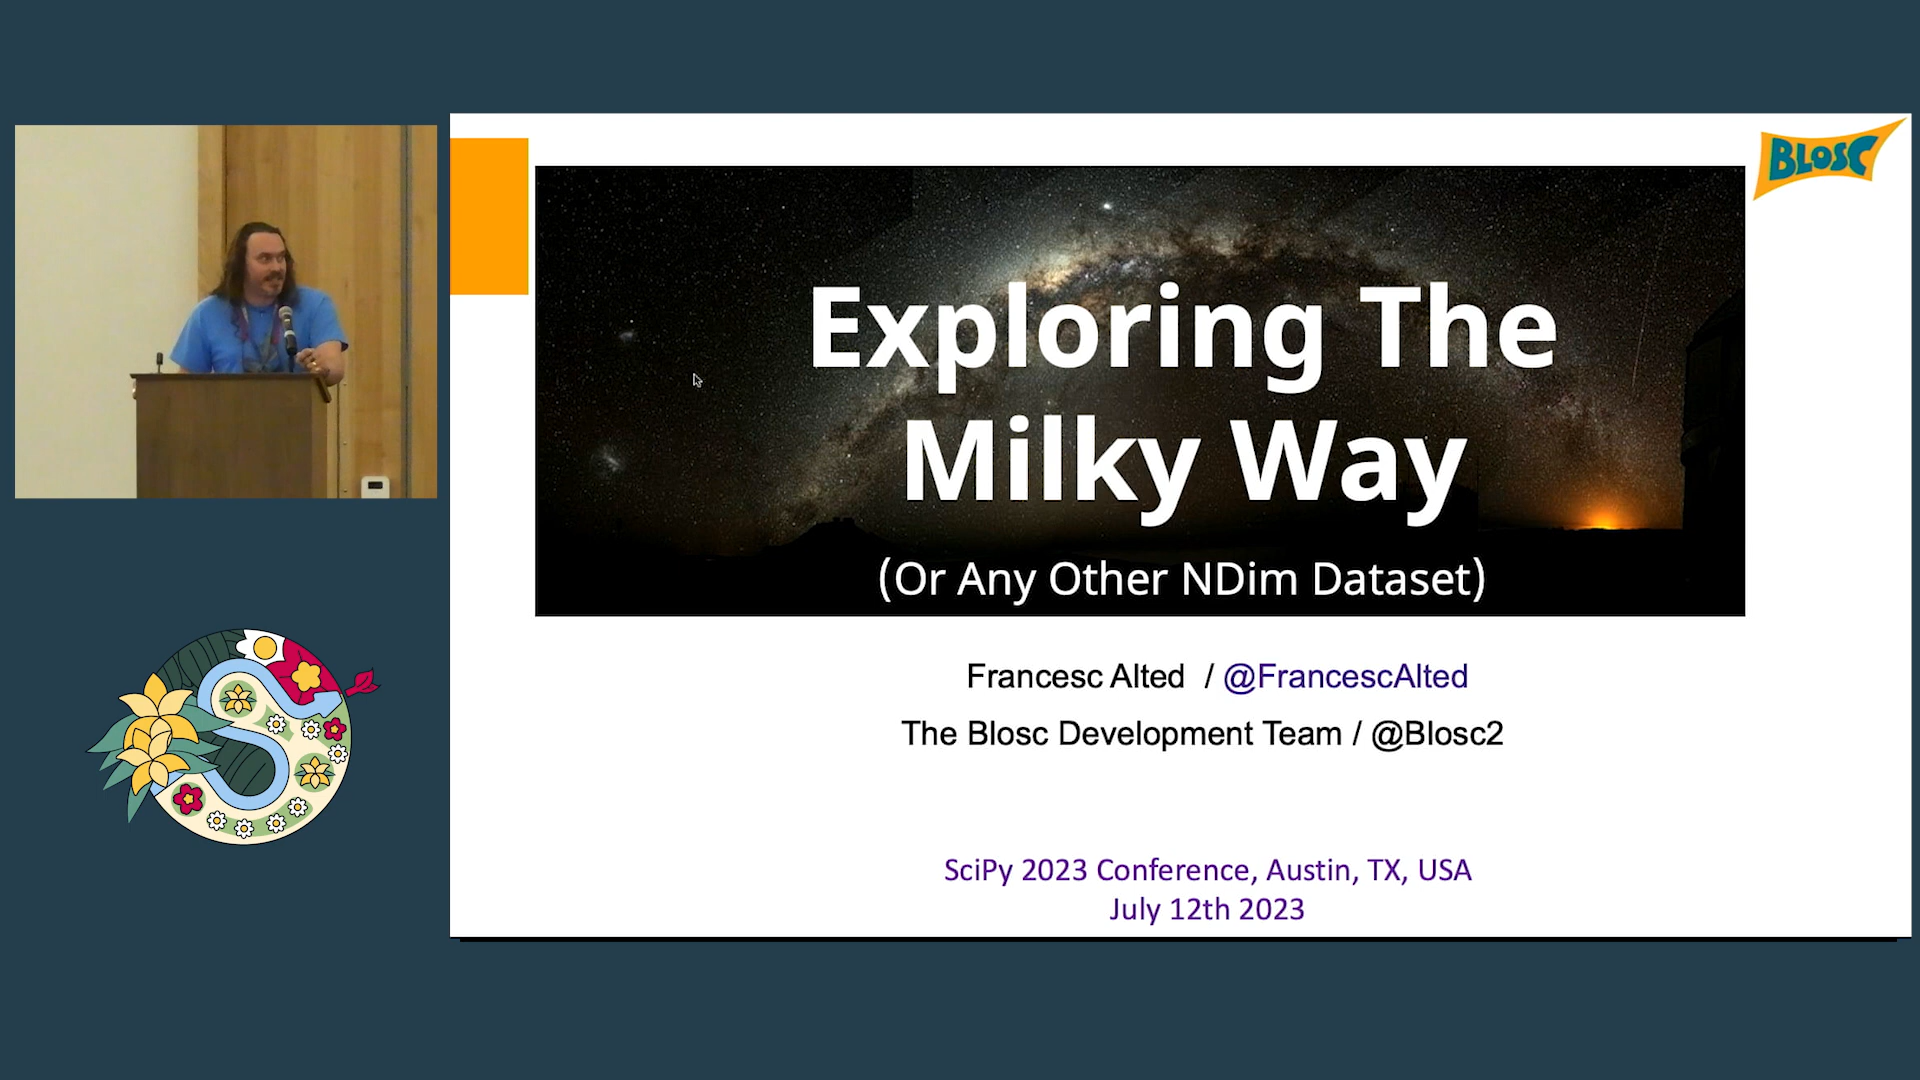 BLOSC
Exploring The
Milky Way
(Or Any Other NDim Dataset)
Francesc Alted / @FrancescAlted
The Blosc Development Team / @Blosc2
SciPy 2023 Conference, Austin, TX, USA
July 12th 2023